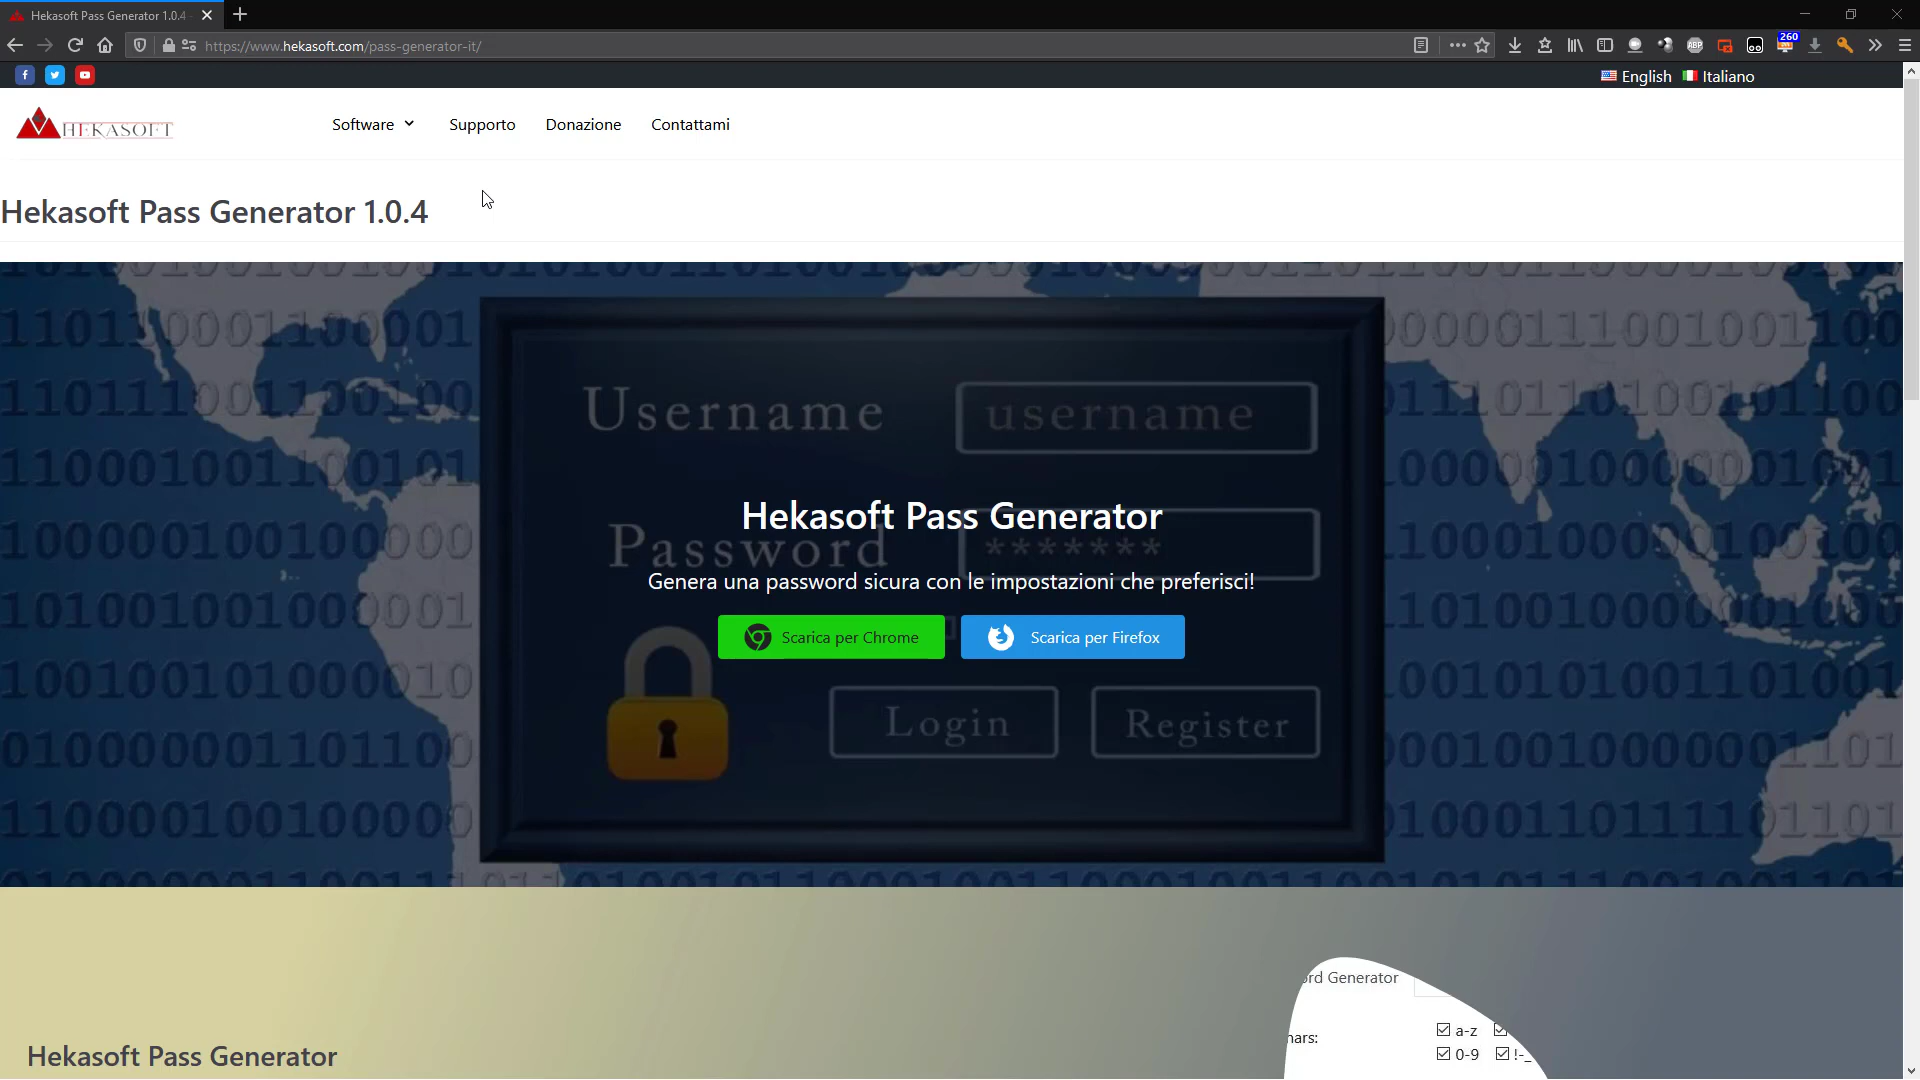 Hekasoft Pass Generator 1.0.4
https://www.hekasoft.com/pass-generator-it/
ABP
260
English
Italiano
HEKASOFT
Software
Supporto
Donazione
Contattami
Hekasoft Pass Generator 1.0.4
Username
username
Hekasoft Pass Generator
Password
*******
Genera una password sicura con le impostazioni che preferisci!
Scarica per Chrome
Scarica per Firefox
Login
Register
Generator
a-z
0-9
!-_
Hekasoft Pass Generator